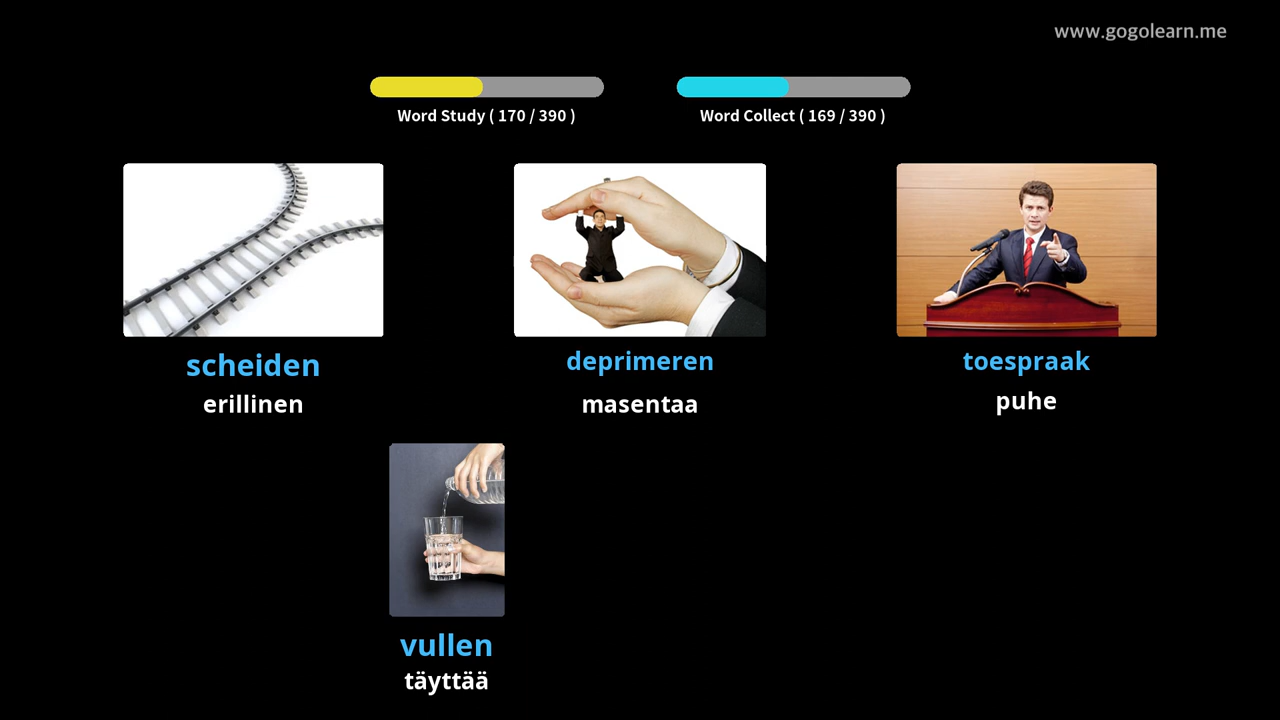 www.gogolearn.me
Word Study ( 170 / 390 )
Word Collect ( 169 / 390 )
scheiden
erillinen
deprimeren
masentaa
toespraak
puhe
vullen
täyttää